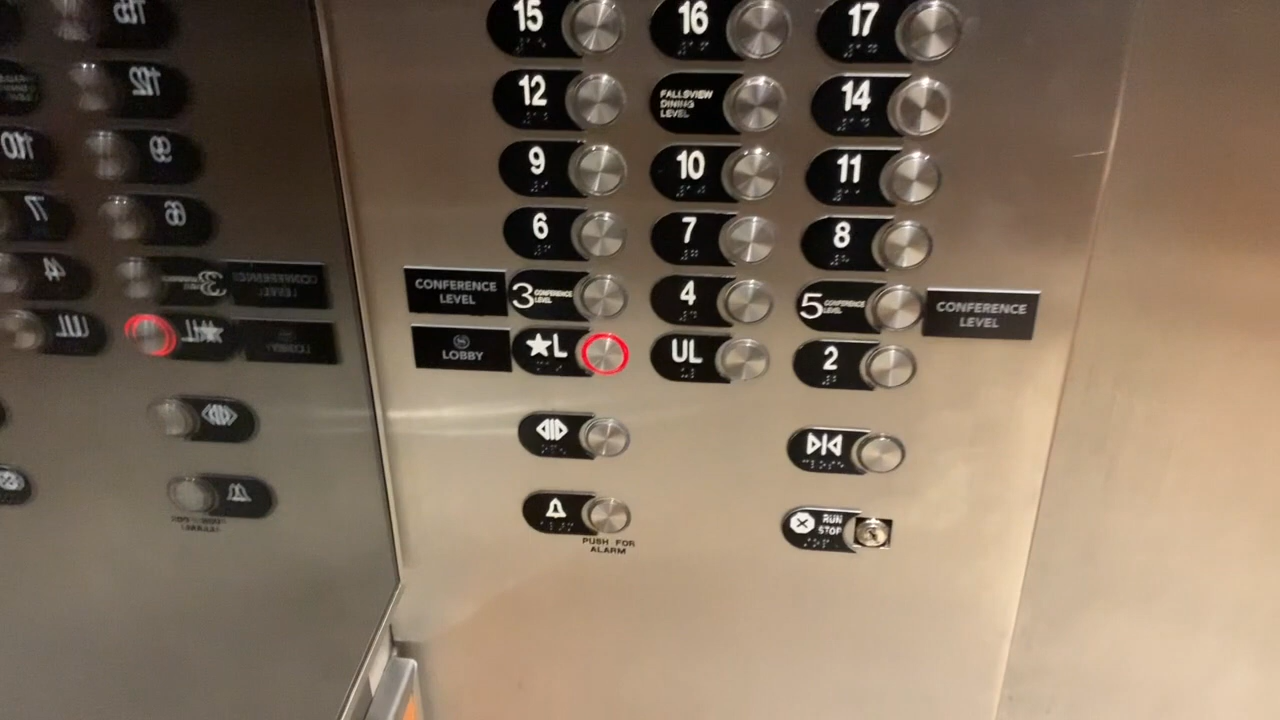 15 16 17
12 FALLSVIEW DINING LEVEL 14
9 10 11
6 7 8
CONFERENCE LEVEL 3 CONFERENCE LEVEL 4 5 CONFERENCE LEVEL CONFERENCE LEVEL
LOBBY ★L UL 2
PUSH FOR ALARM
RUN STOP